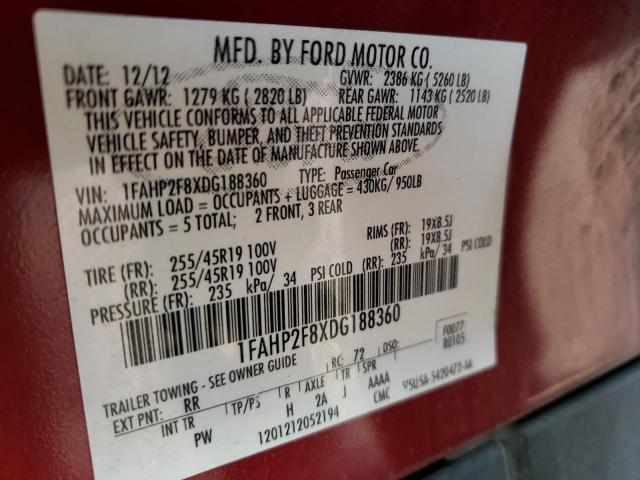 MFD. BY FORD MOTOR CO.
DATE: 12/12 GVWR: 2386 KG ( 5260 LB)
FRONT GAWR: 1279 KG ( 2820 LB) REAR GAWR: 1143 KG ( 2520 LB)
THIS VEHICLE CONFORMS TO ALL APPLICABLE FEDERAL MOTOR
VEHICLE SAFETY, BUMPER, AND THEFT PREVENTION STANDARDS
IN EFFECT ON THE DATE OF MANUFACTURE SHOWN ABOVE.
VIN: 1FAHP2F8XDG188360 TYPE: Passenger Car
MAXIMUM LOAD = OCCUPANTS + LUGGAGE = 430KG/ 950LB
OCCUPANTS = 5 TOTAL; 2 FRONT, 3 REAR
TIRE (FR): 255/45R19 100V RIMS (FR): 19X8.5J
(RR): 255/45R19 100V (RR): 19X8.5J
PRESSURE (FR): 235 kPa/ 34 PSI COLD (RR): 235 kPa/ 34 PSI COLD
1FAHP2F8XDG188360
F0077
R0105
TRAILER TOWING - SEE OWNER GUIDE RC: 72 DSO:
EXT PNT: RR TP/PS R AXLE TR SPR
INT TR H 2A J AAAA
PW 1201212052194 CMC 5U5A-5420472-AA